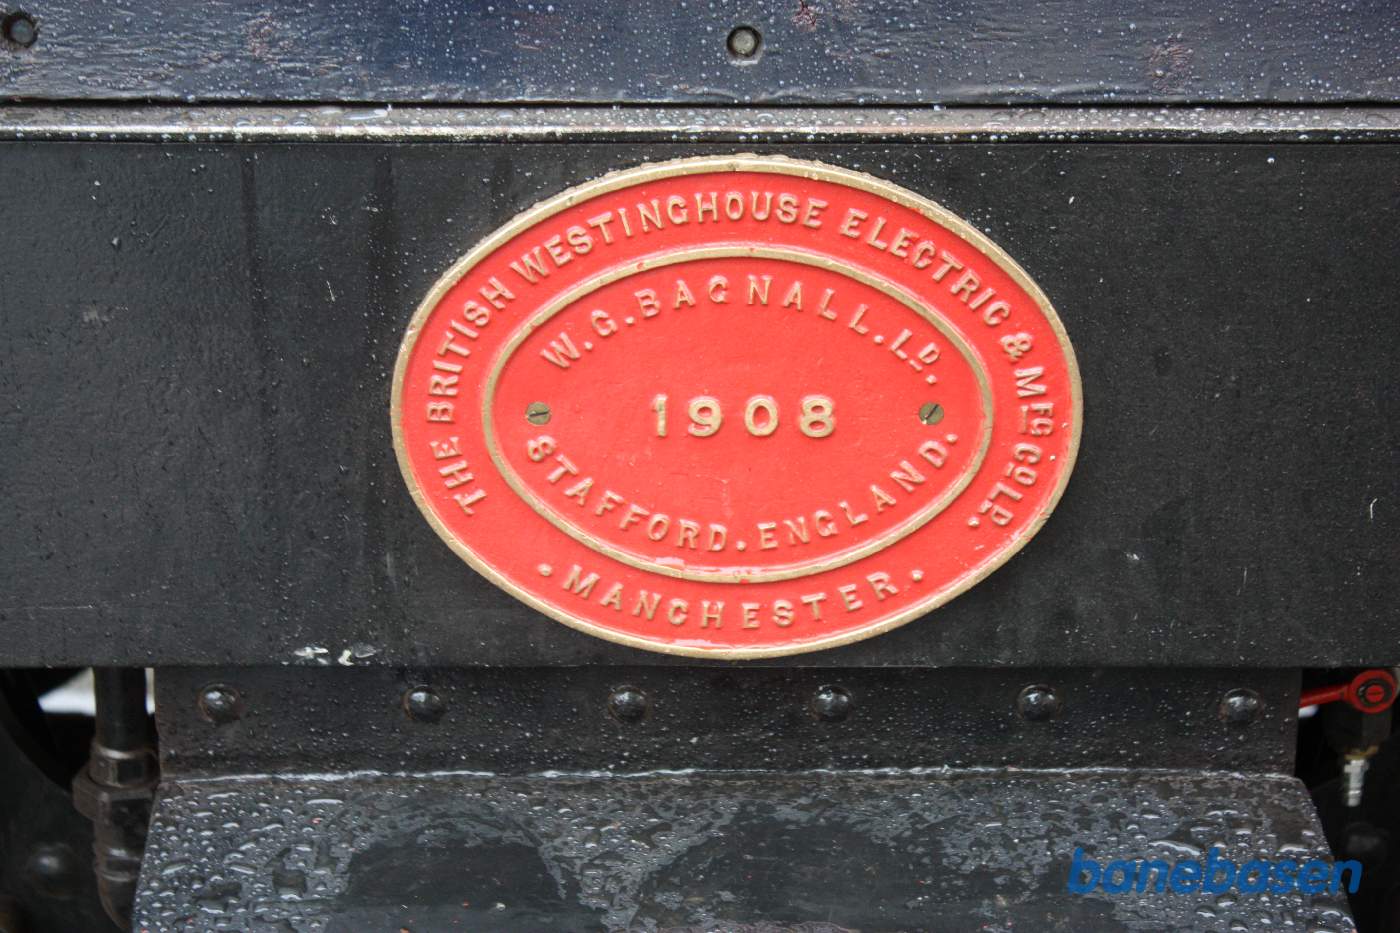 THE BRITISH WESTINGHOUSE ELECTRIC & MFG CO LD.
W.G. BAGNALL. LD.
1908
STAFFORD. ENGLAND.
. MANCHESTER .
banebasen